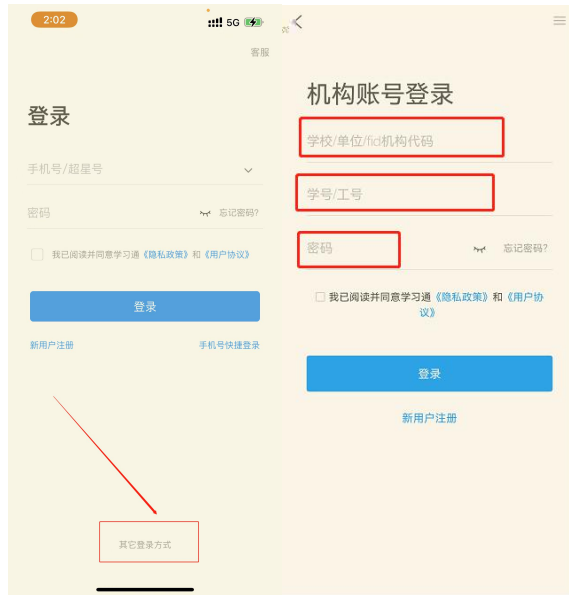 2:02
5G
客服
登录
手机号/超星号
密码
忘记密码?
我已阅读并同意学习通《隐私政策》和《用户协议》
登录
新用户注册
手机号快捷登录
其它登录方式
机构账号登录
学校/单位/fid机构代码
学号/工号
密码
忘记密码?
我已阅读并同意学习通《隐私政策》和《用户协
议》
登录
新用户注册